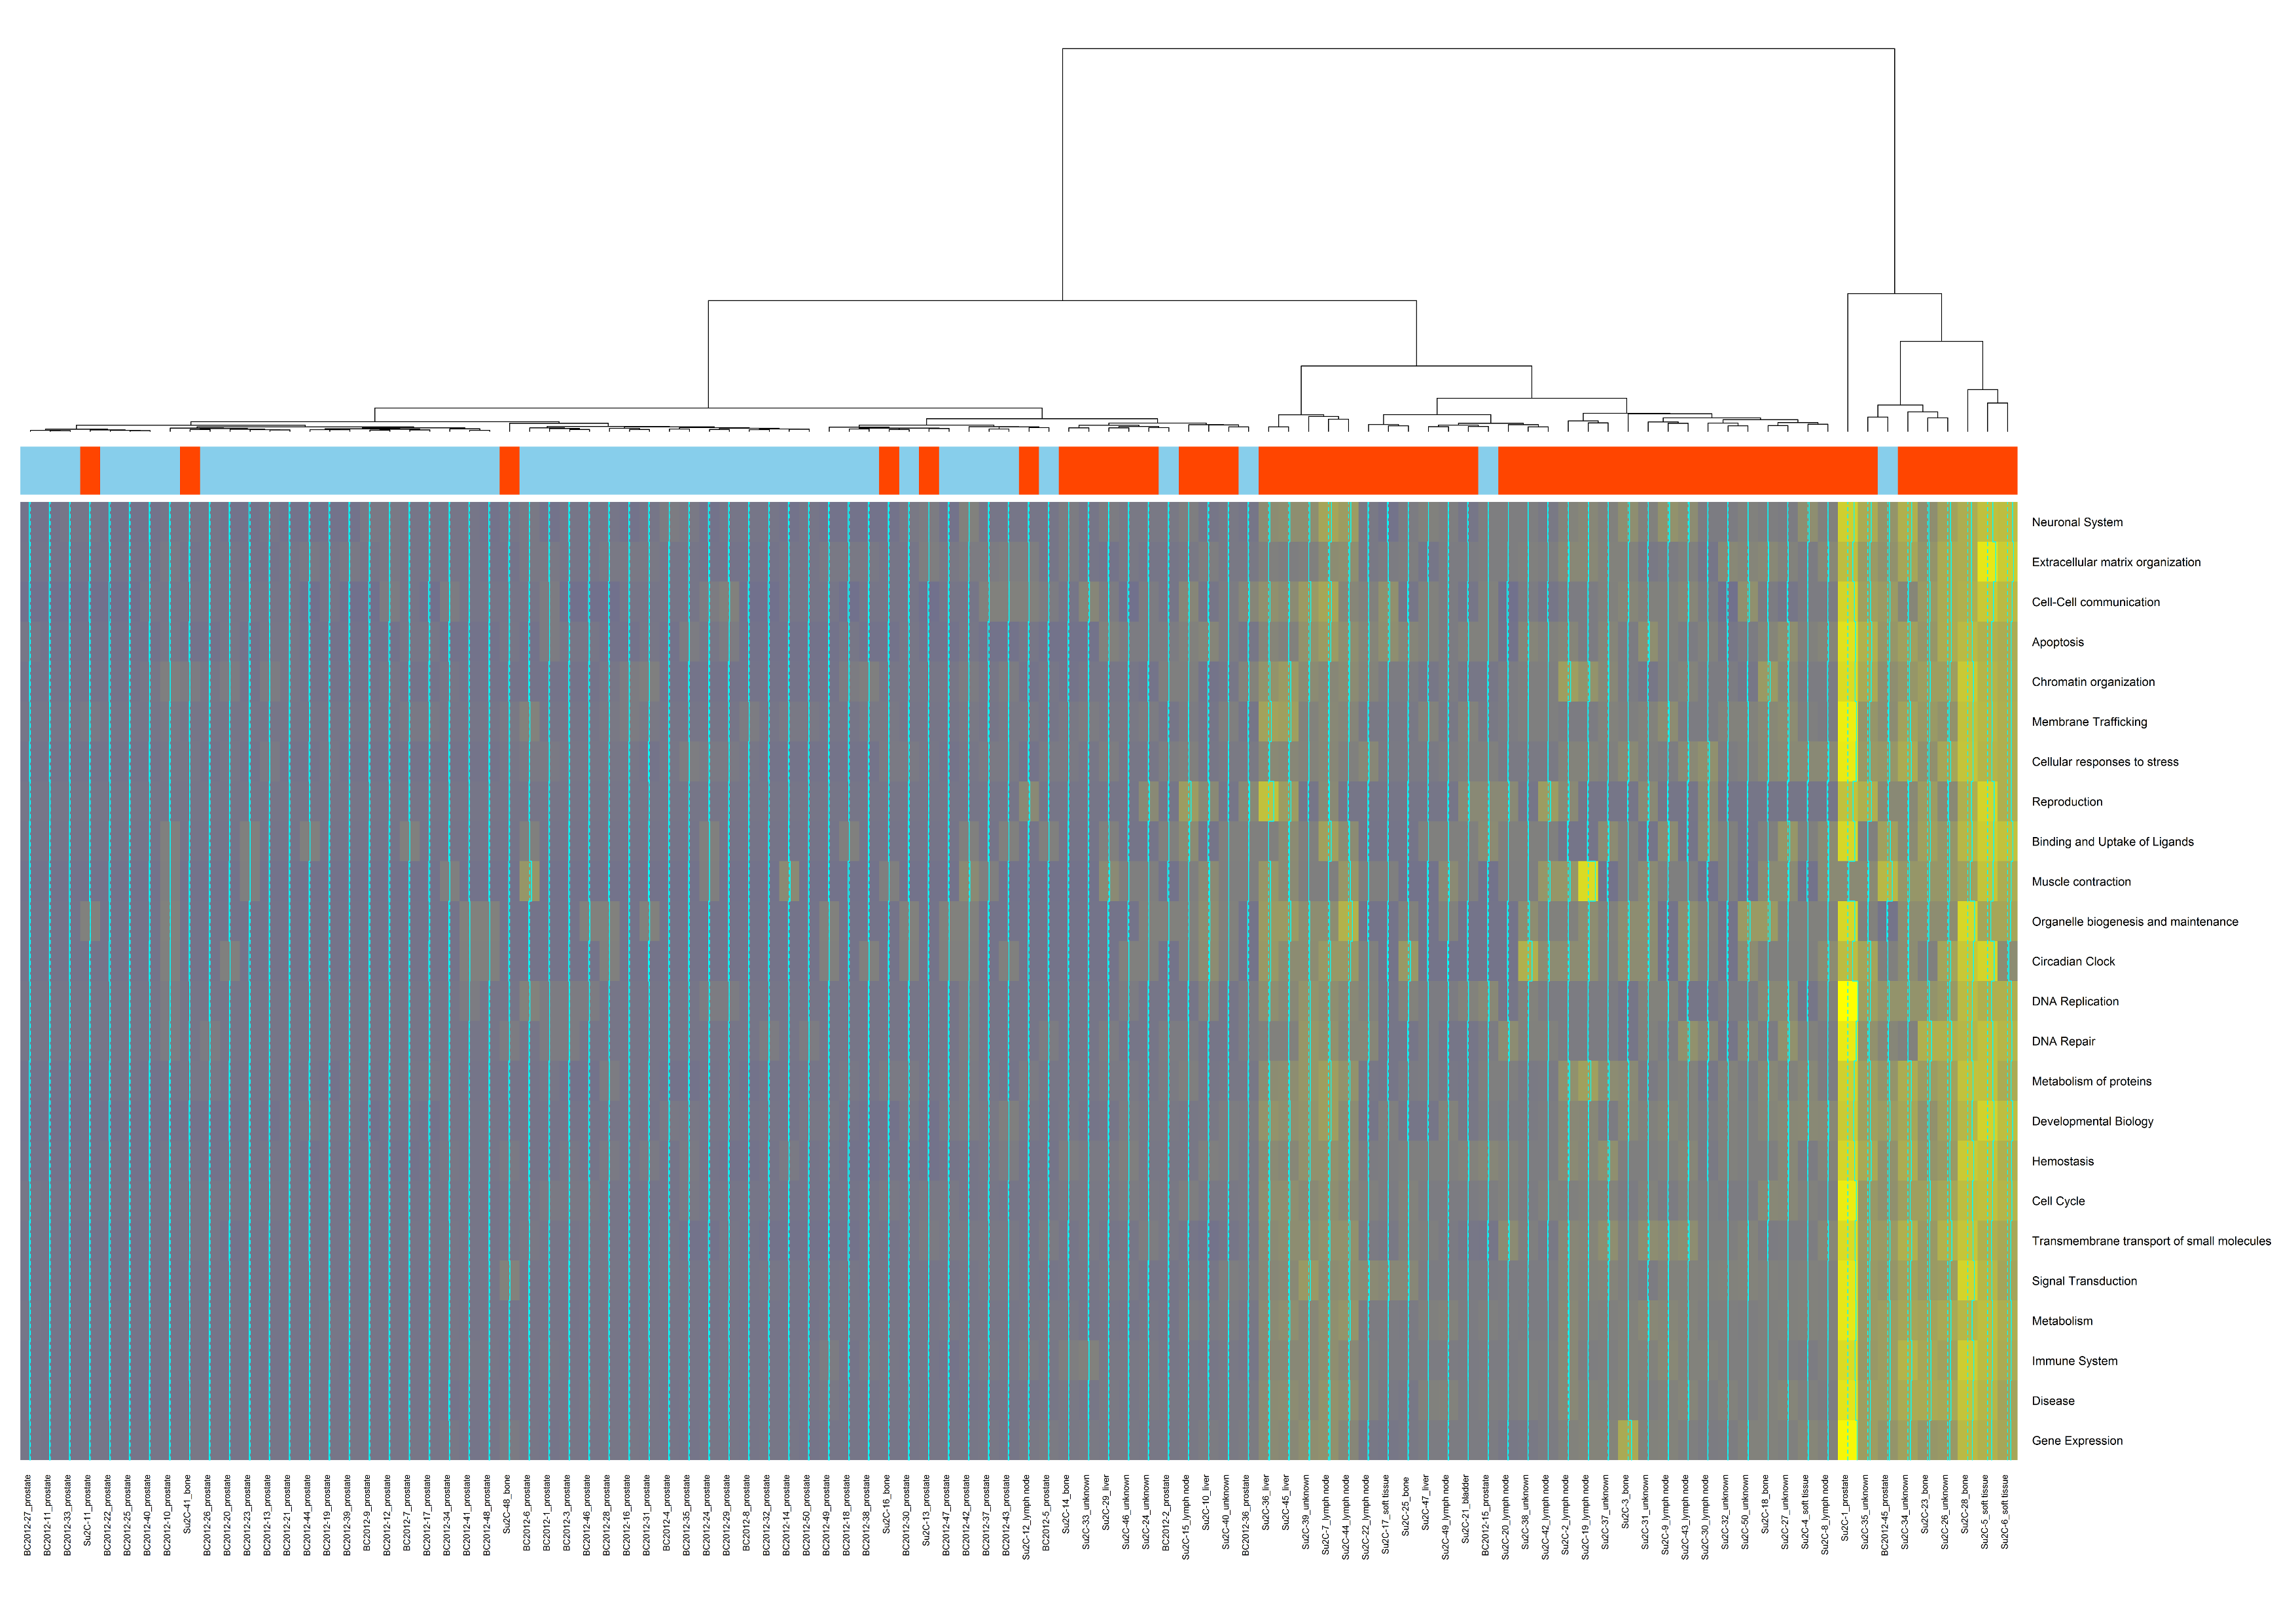 Neuronal System
Extracellular matrix organization
Cell-Cell communication
Apoptosis
Chromatin organization
Membrane Trafficking
Cellular responses to stress
Reproduction
Binding and Uptake of Ligands
Muscle contraction
Organelle biogenesis and maintenance
Circadian Clock
DNA Replication
DNA Repair
Metabolism of proteins
Developmental Biology
Hemostasis
Cell Cycle
Transmembrane transport of small molecules
Signal Transduction
Metabolism
Immune System
Disease
Gene Expression
BC2012-27_prostate
BC2012-11_prostate
BC2012-33_prostate
Su2C-11_prostate
BC2012-22_prostate
BC2012-25_prostate
BC2012-40_prostate
BC2012-10_prostate
Su2C-41_bone
BC2012-26_prostate
BC2012-20_prostate
BC2012-23_prostate
BC2012-13_prostate
BC2012-21_prostate
BC2012-44_prostate
BC2012-19_prostate
BC2012-39_prostate
BC2012-9_prostate
BC2012-12_prostate
BC2012-7_prostate
BC2012-17_prostate
BC2012-34_prostate
BC2012-41_prostate
BC2012-48_prostate
Su2C-48_bone
BC2012-6_prostate
BC2012-1_prostate
BC2012-3_prostate
BC2012-46_prostate
BC2012-28_prostate
BC2012-16_prostate
BC2012-31_prostate
BC2012-4_prostate
BC2012-35_prostate
BC2012-24_prostate
BC2012-29_prostate
BC2012-8_prostate
BC2012-32_prostate
BC2012-14_prostate
BC2012-50_prostate
BC2012-49_prostate
BC2012-18_prostate
BC2012-38_prostate
Su2C-16_bone
BC2012-30_prostate
Su2C-13_prostate
BC2012-47_prostate
BC2012-42_prostate
BC2012-37_prostate
BC2012-43_prostate
Su2C-12_lymph node
BC2012-5_prostate
Su2C-14_bone
Su2C-33_unknown
Su2C-29_liver
Su2C-46_unknown
Su2C-24_unknown
BC2012-2_prostate
Su2C-15_lymph node
Su2C-10_liver
Su2C-40_unknown
BC2012-36_prostate
Su2C-36_liver
Su2C-45_liver
Su2C-39_unknown
Su2C-7_lymph node
Su2C-44_lymph node
Su2C-22_lymph node
Su2C-17_soft tissue
Su2C-25_bone
Su2C-47_liver
Su2C-49_lymph node
Su2C-21_bladder
BC2012-15_prostate
Su2C-20_lymph node
Su2C-38_unknown
Su2C-42_lymph node
Su2C-2_lymph node
Su2C-19_lymph node
Su2C-37_unknown
Su2C-3_bone
Su2C-31_unknown
Su2C-9_lymph node
Su2C-43_lymph node
Su2C-30_lymph node
Su2C-32_unknown
Su2C-50_unknown
Su2C-18_bone
Su2C-27_unknown
Su2C-4_soft tissue
Su2C-8_lymph node
Su2C-1_prostate
Su2C-35_unknown
BC2012-45_prostate
Su2C-34_unknown
Su2C-23_bone
Su2C-26_unknown
Su2C-28_bone
Su2C-5_soft tissue
Su2C-6_soft tissue